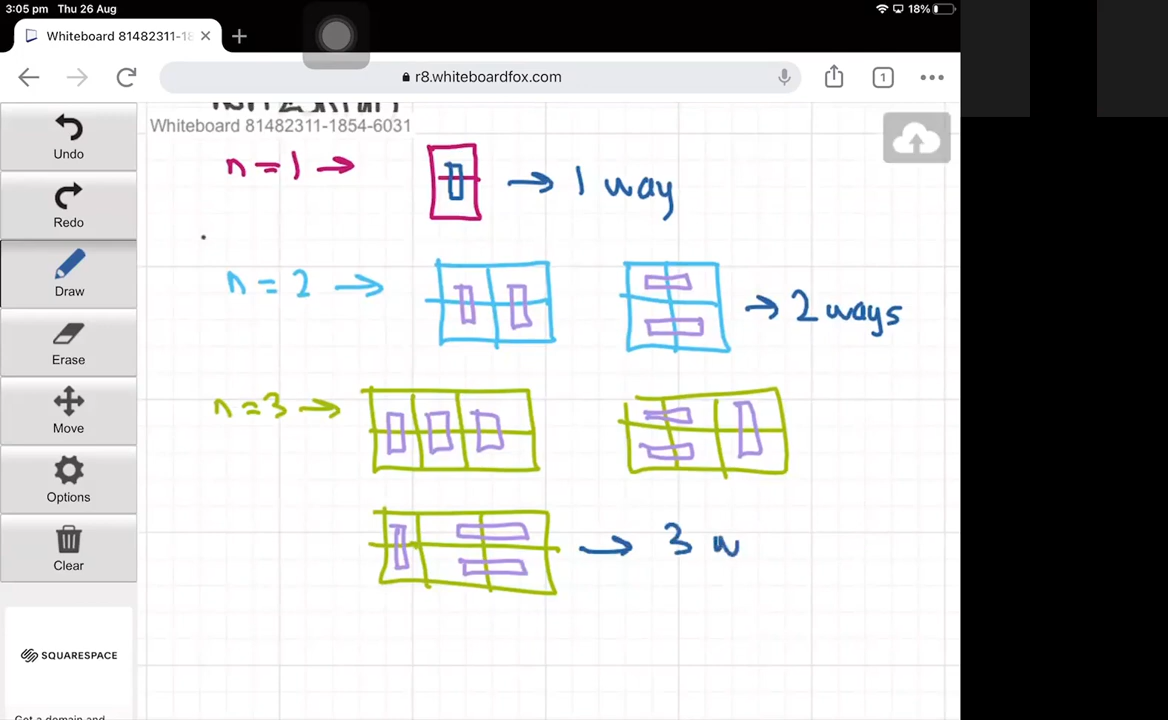 3:05 pm Thu 26 Aug
18%
Whiteboard 81482311-18
r8.whiteboardfox.com
1
Whiteboard 81482311-1854-6031
Undo
Redo
Draw
Erase
Move
Options
Clear
SQUARESPACE
n = 1 → → 1 way
n = 2 → → 2 ways
n = 3 →
→ 3 w